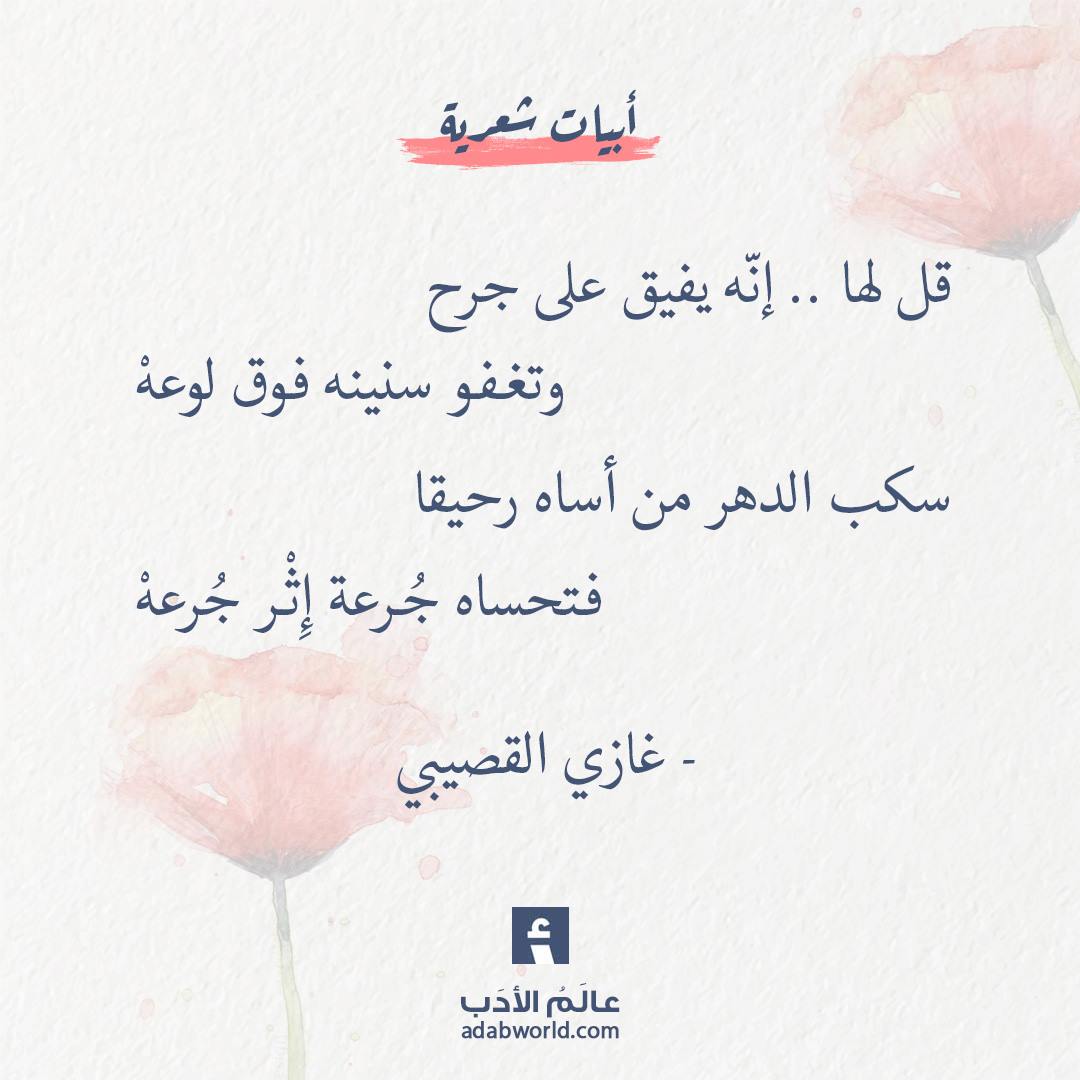 أبيات شعرية
قل لها .. إنّه يفيق على جرح
وتغفو سنينه فوق لوعهْ
سكب الدهر من أساه رحيقا
فتحساه جُرعة إِثْر جُرعهْ
- غازي القصيبي
أ
عالَمُ الأدَب
adabworld.com